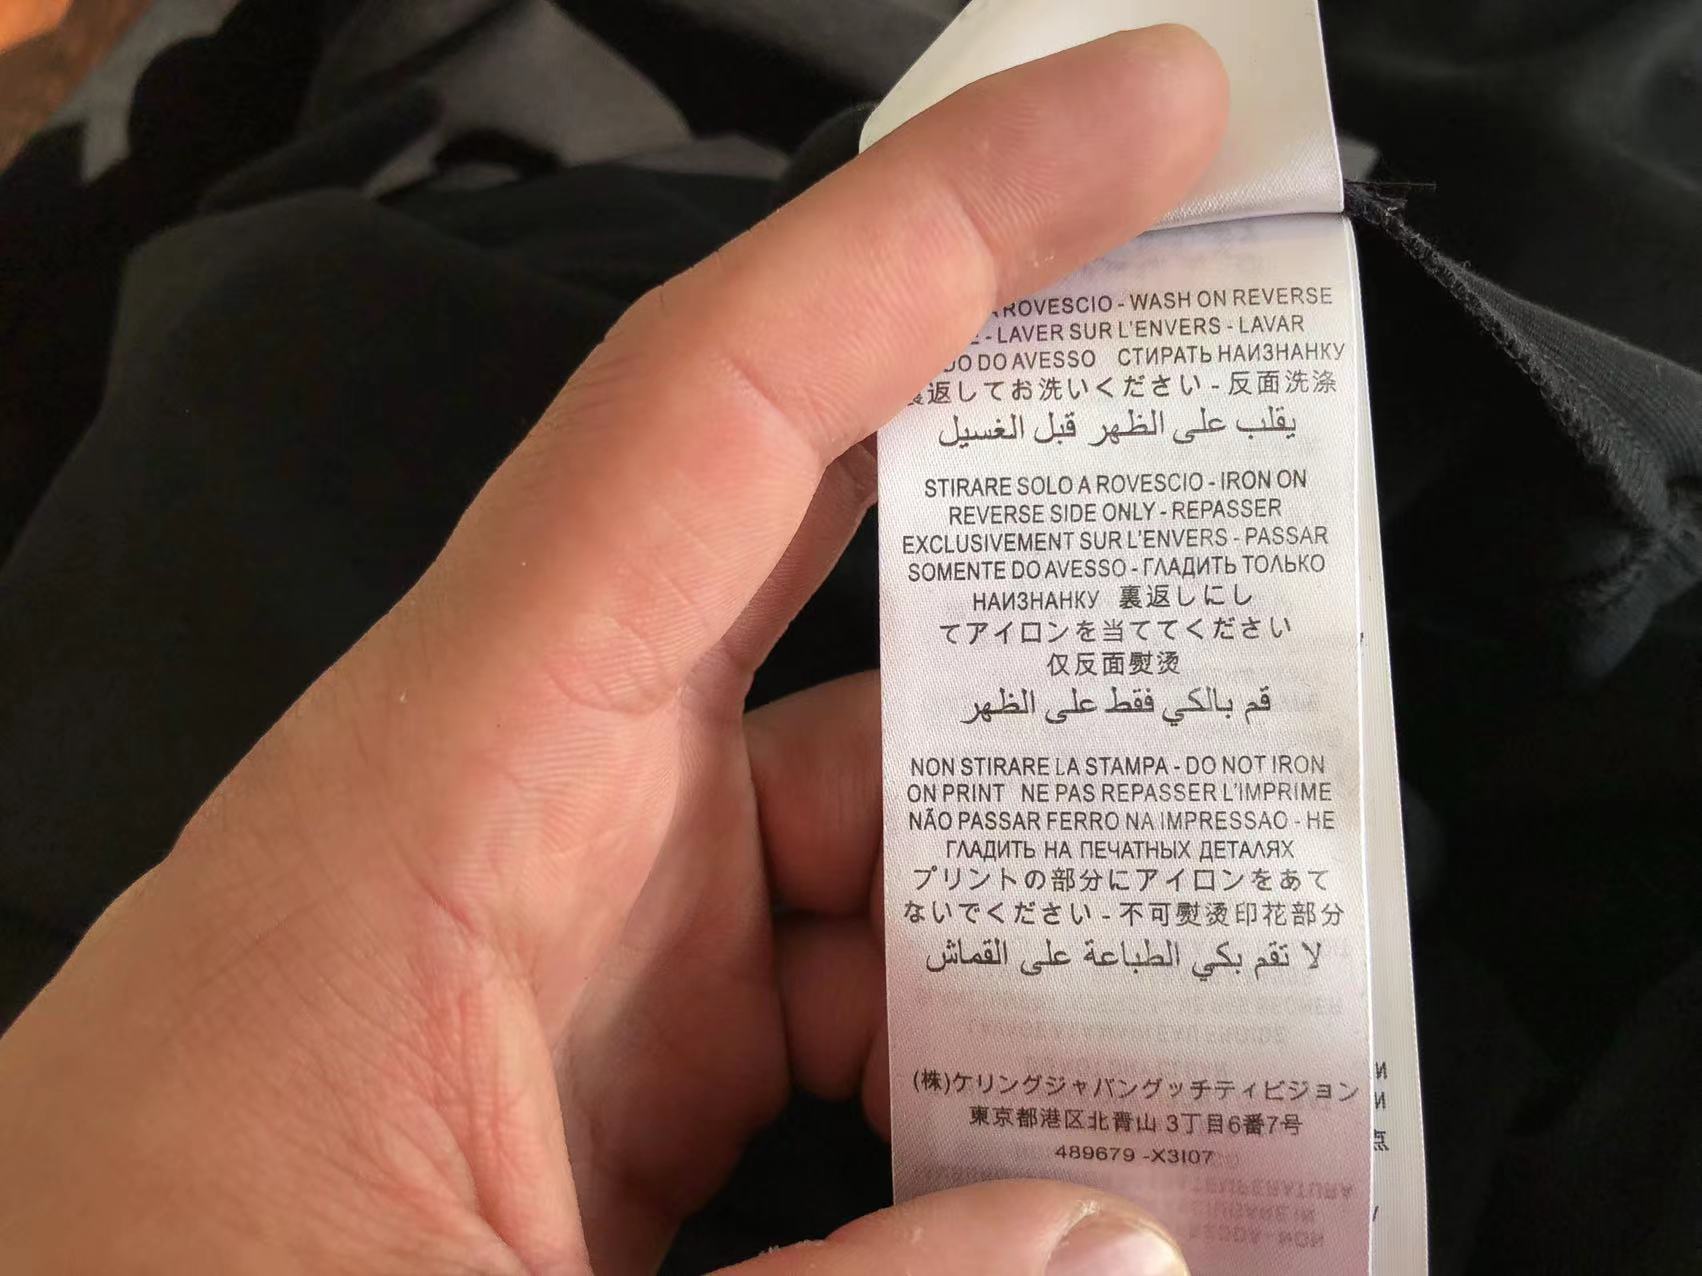 ROVESCIO - WASH ON REVERSE
- LAVER SUR L'ENVERS - LAVAR
DO AVESSO СТИРАТЬ НАИЗНАНКУ
裏返してお洗いください - 反面洗涤
يقلب على الظهر قبل الغسيل
STIRARE SOLO A ROVESCIO - IRON ON
REVERSE SIDE ONLY - REPASSER
EXCLUSIVEMENT SUR L'ENVERS - PASSAR
SOMENTE DO AVESSO - ГЛАДИТЬ ТОЛЬКО
НАИЗНАНКУ 裏返しにし
てアイロンを当ててください
仅反面熨烫
قم بالكي فقط على الظهر
NON STIRARE LA STAMPA - DO NOT IRON
ON PRINT NE PAS REPASSER L'IMPRIME
NÃO PASSAR FERRO NA IMPRESSAO - НЕ
ГЛАДИТЬ НА ПЕЧАТНЫХ ДЕТАЛЯХ
プリントの部分にアイロンをあて
ないでください - 不可熨烫印花部分
لا تقم بكي الطباعة على القماش
(株)ケリングジャパングッチティビジョン
東京都港区北青山 3丁目6番7号
489679 -X3I07